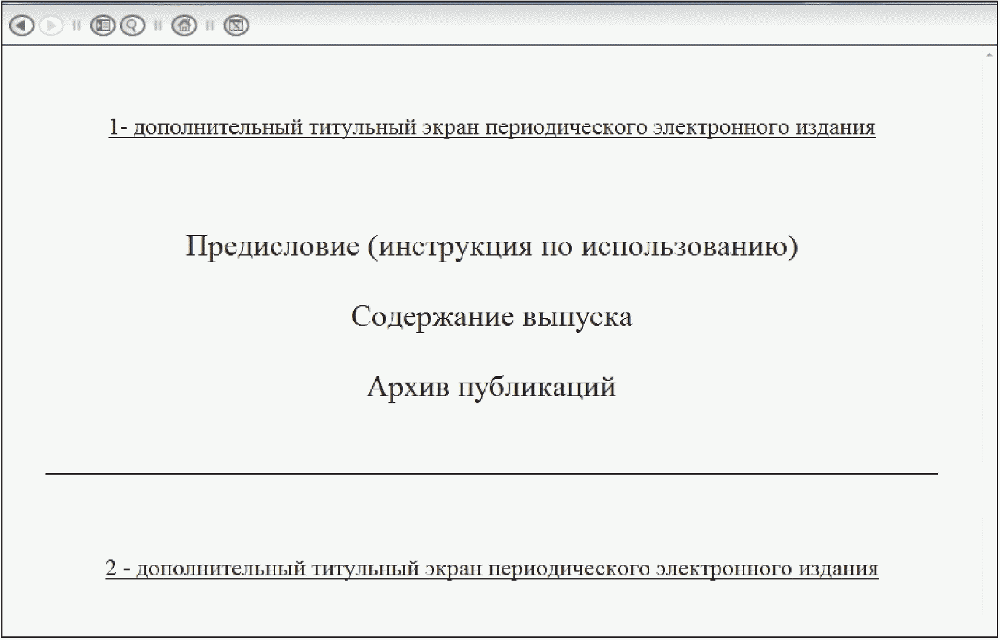 1- дополнительный титульный экран периодического электронного издания
Предисловие (инструкция по использованию)
Содержание выпуска
Архив публикаций
2 - дополнительный титульный экран периодического электронного издания